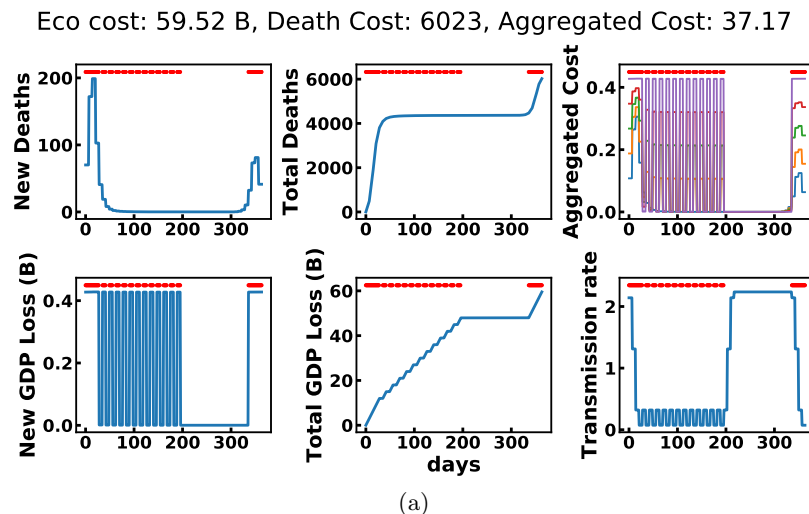 Eco cost: 59.52 B, Death Cost: 6023, Aggregated Cost: 37.17
New Deaths
200
100
0
0 100 200 300
Total Deaths
6000
4000
2000
0
0 100 200 300
Aggregated Cost
0.4
0.2
0.0
0 100 200 300
New GDP Loss (B)
0.4
0.2
0.0
0 100 200 300
Total GDP Loss (B)
60
40
20
0
0 100 200 300
days
Transmission rate
2
1
0
0 100 200 300
(a)